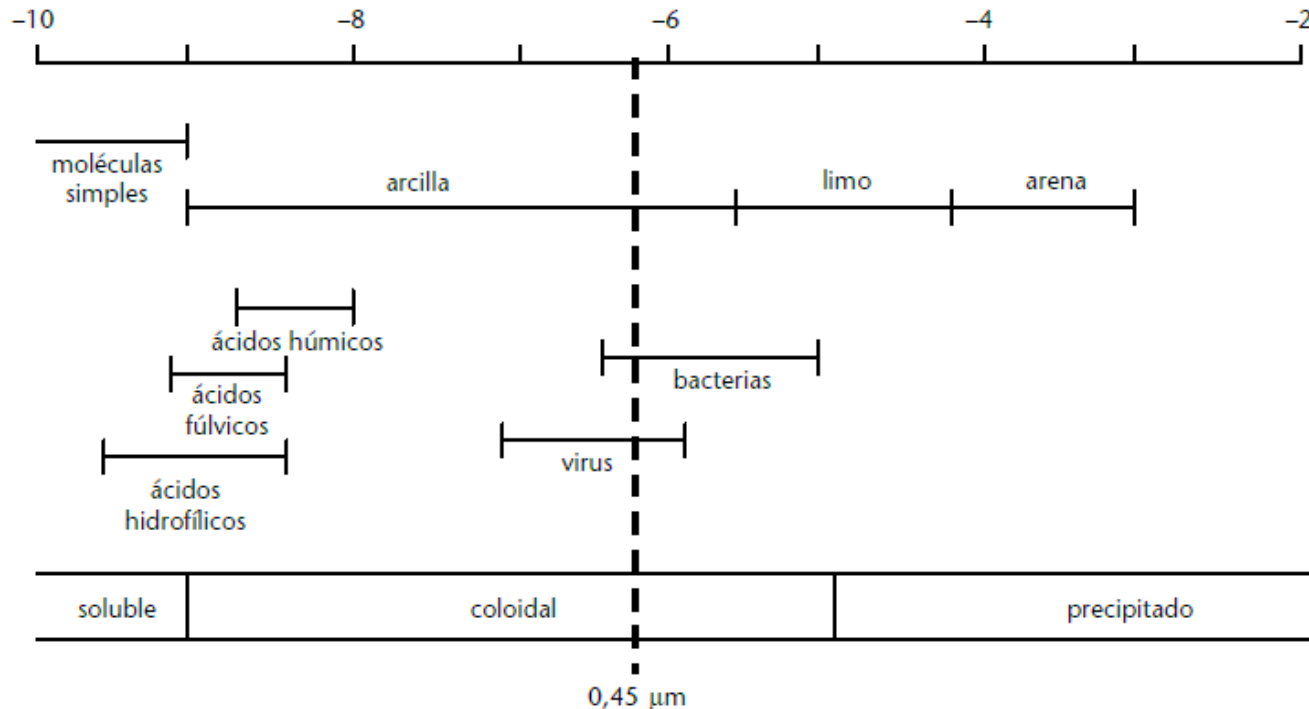 –10 –8 –6 –4 –2
moléculas
simples
arcilla
limo
arena
ácidos húmicos
ácidos
fúlvicos
bacterias
virus
ácidos
hidrofílicos
soluble coloidal precipitado
0,45 μm